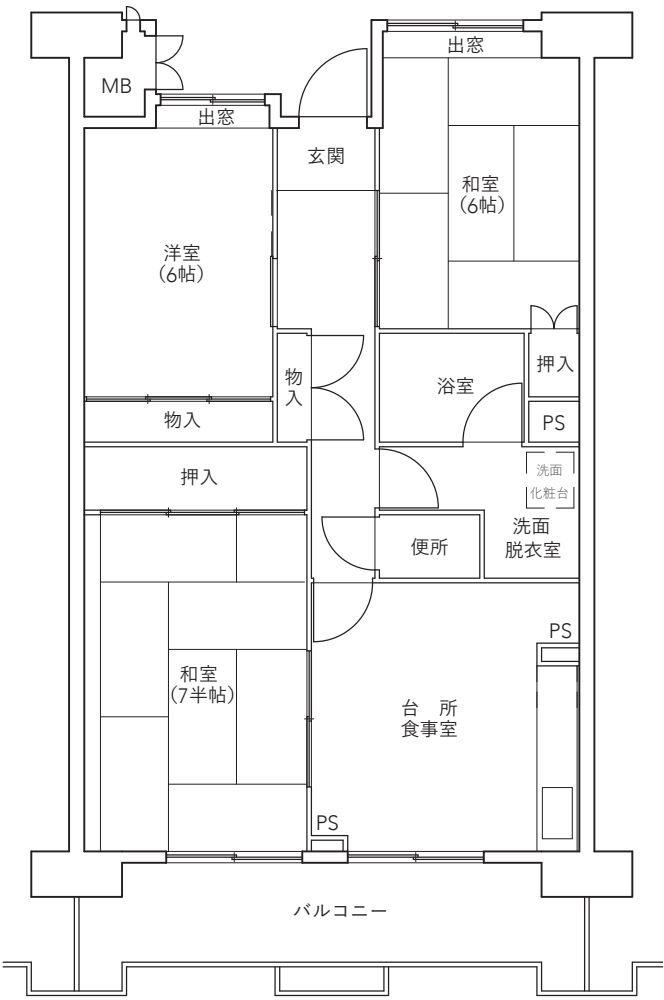 出窓
MB
出窓
玄関
和室
(6帖)
洋室
(6帖)
押入
物
入
浴室
物入
PS
押入
洗面
化粧台
洗面
脱衣室
便所
PS
和室
(7半帖)
台 所
食事室
PS
バルコニー